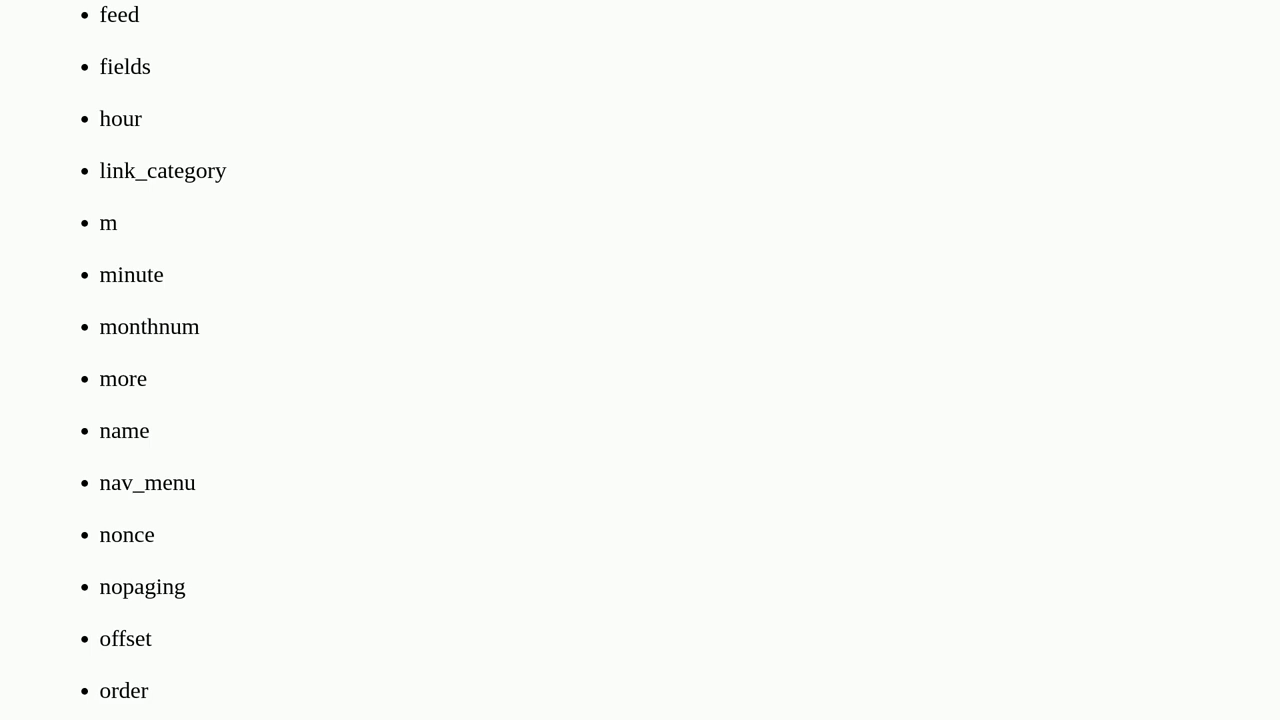 • feed
• fields
• hour
• link_category
• m
• minute
• monthnum
• more
• name
• nav_menu
• nonce
• nopaging
• offset
• order